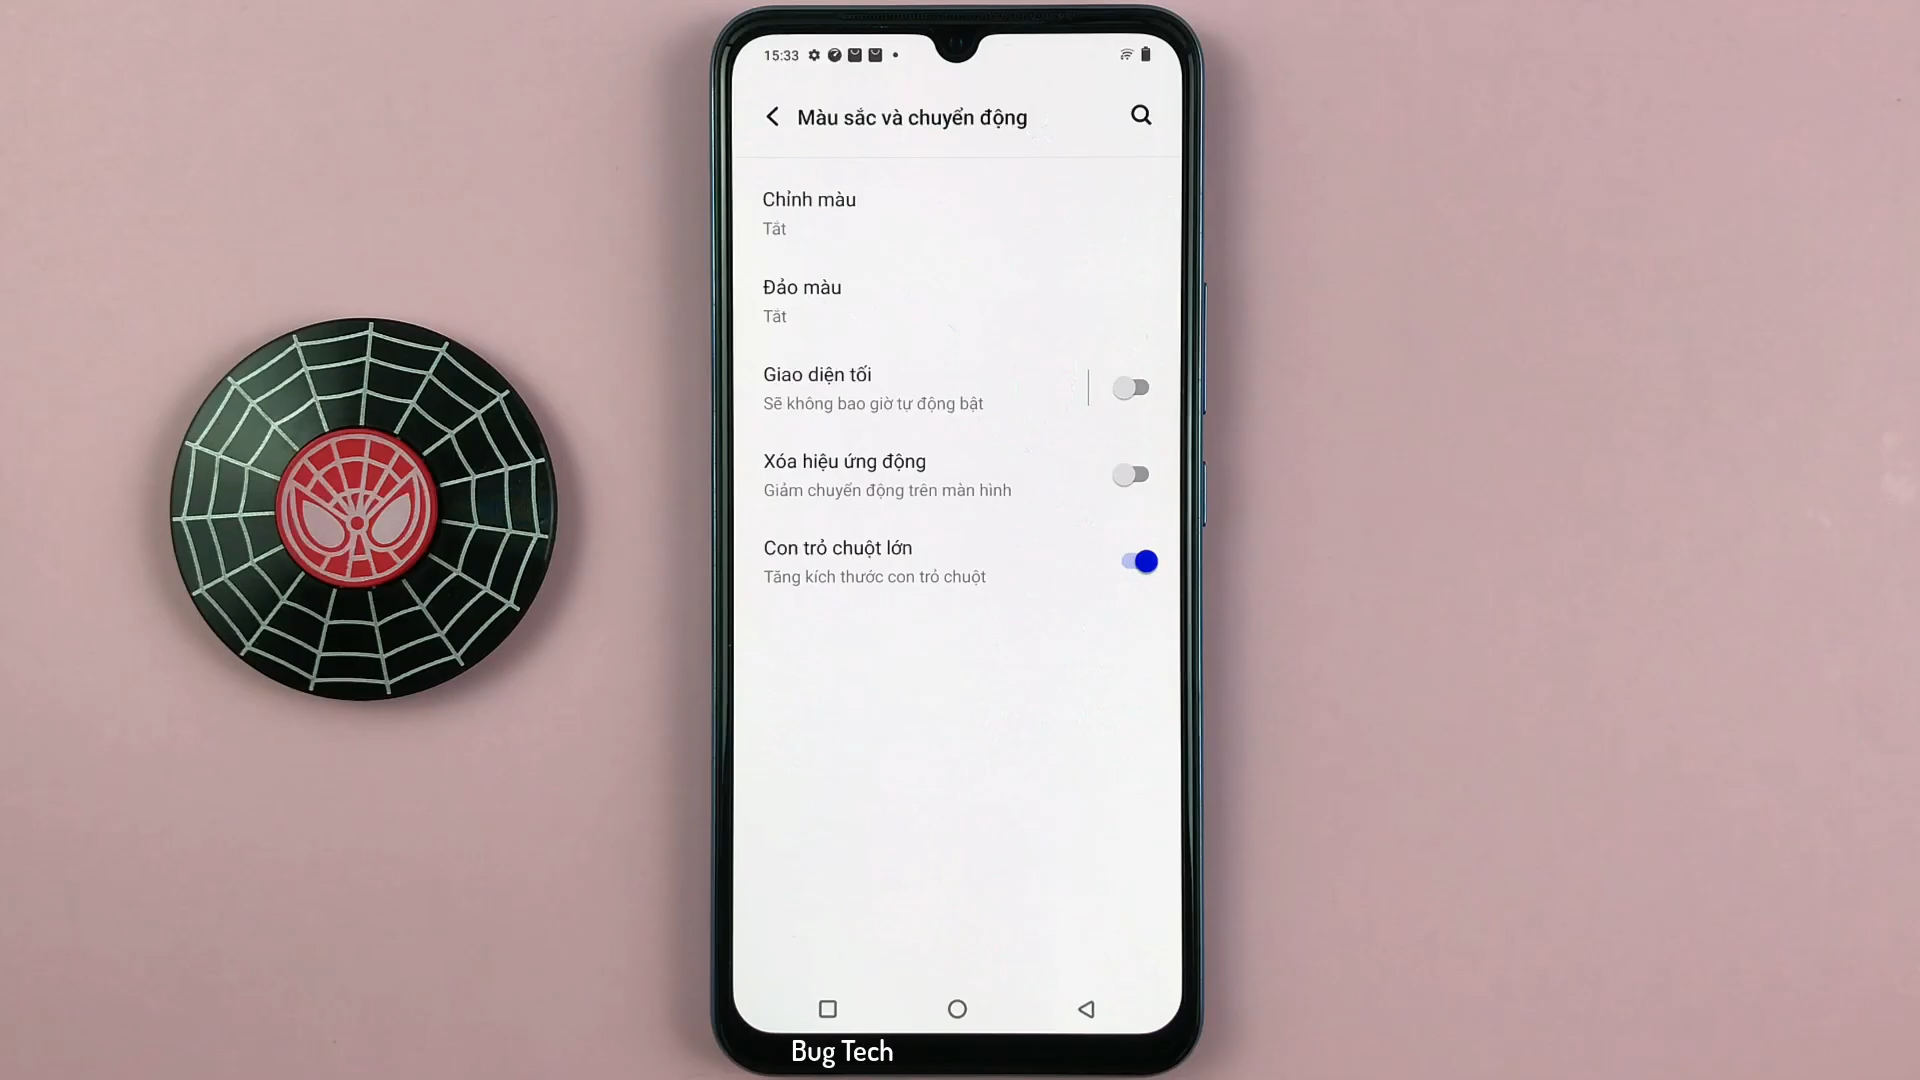 15:33
Màu sắc và chuyển động
Chỉnh màu
Tắt
Đảo màu
Tắt
Giao diện tối
Sẽ không bao giờ tự động bật
Xóa hiệu ứng động
Giảm chuyển động trên màn hình
Con trỏ chuột lớn
Tăng kích thước con trỏ chuột
Bug Tech